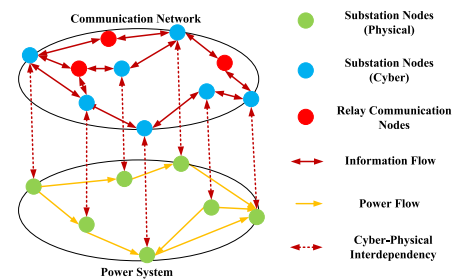 Communication Network
Substation Nodes
(Physical)
Substation Nodes
(Cyber)
Relay Communication
Nodes
Information Flow
Power Flow
Cyber-Physical
Interdependency
Power System